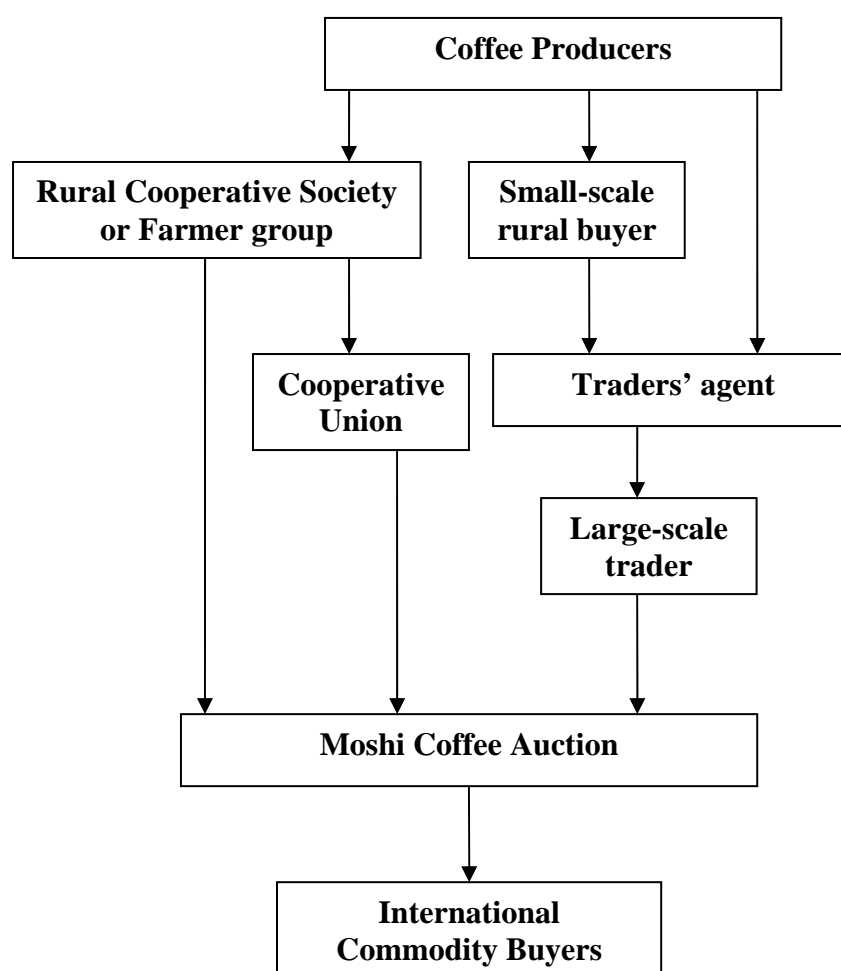 Coffee Producers
Rural Cooperative Society
or Farmer group
Small-scale
rural buyer
Cooperative
Union
Traders’ agent
Large-scale
trader
Moshi Coffee Auction
International
Commodity Buyers